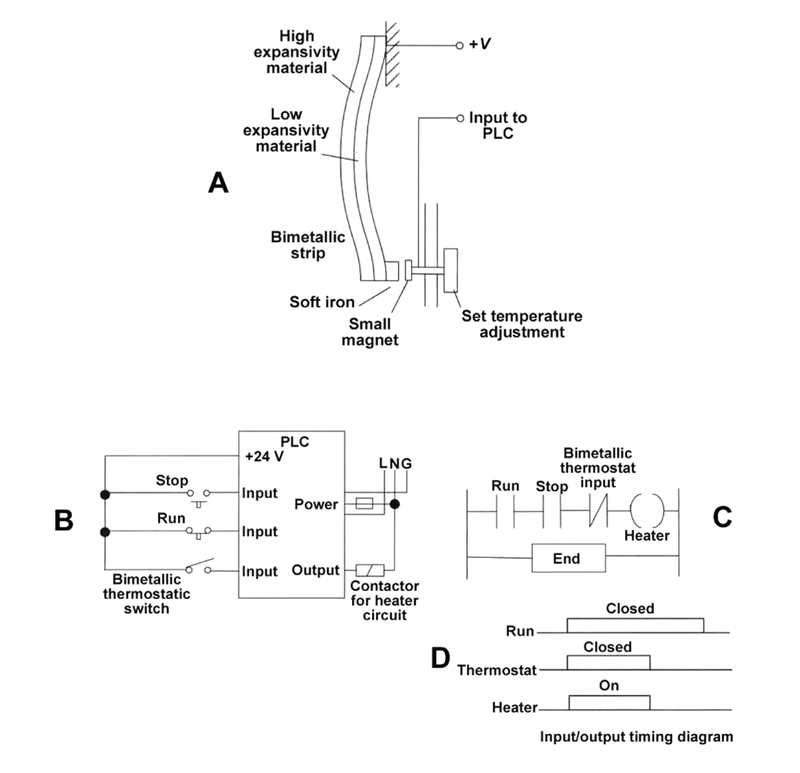 High
expansivity
material
+V
Low
expansivity
material
Input to
PLC
A
Bimetallic
strip
Soft iron
Small
magnet
Set temperature
adjustment
B
PLC
+24 V
Stop
Input
Run
Input
Bimetallic
thermostatic
switch
Input
Power
Output
L N G
Contactor
for heater
circuit
C
Bimetallic
thermostat
input
Run
Stop
Heater
End
D
Closed
Run
Closed
Thermostat
On
Heater
Input/output timing diagram